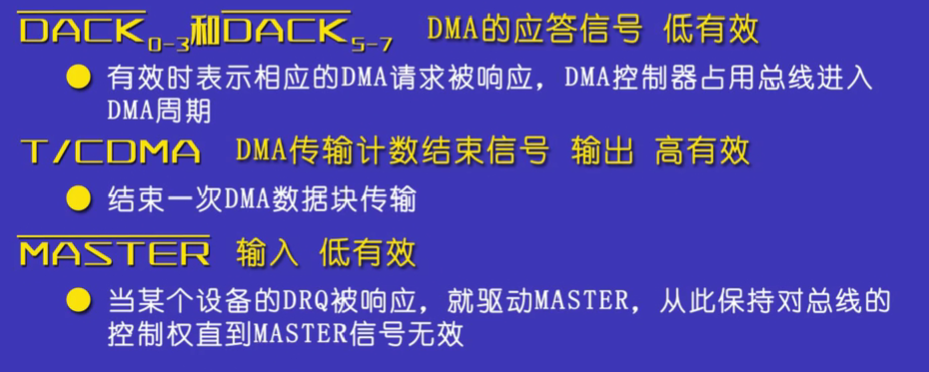 DACK0-3和DACK5-7 DMA的应答信号 低有效
● 有效时表示相应的DMA请求被响应，DMA控制器占用总线进入
DMA周期
T/CDMA DMA传输计数结束信号 输出 高有效
● 结束一次DMA数据块传输
MASTER 输入 低有效
● 当某个设备的DRQ被响应，就驱动MASTER，从此保持对总线的
控制权直到MASTER信号无效